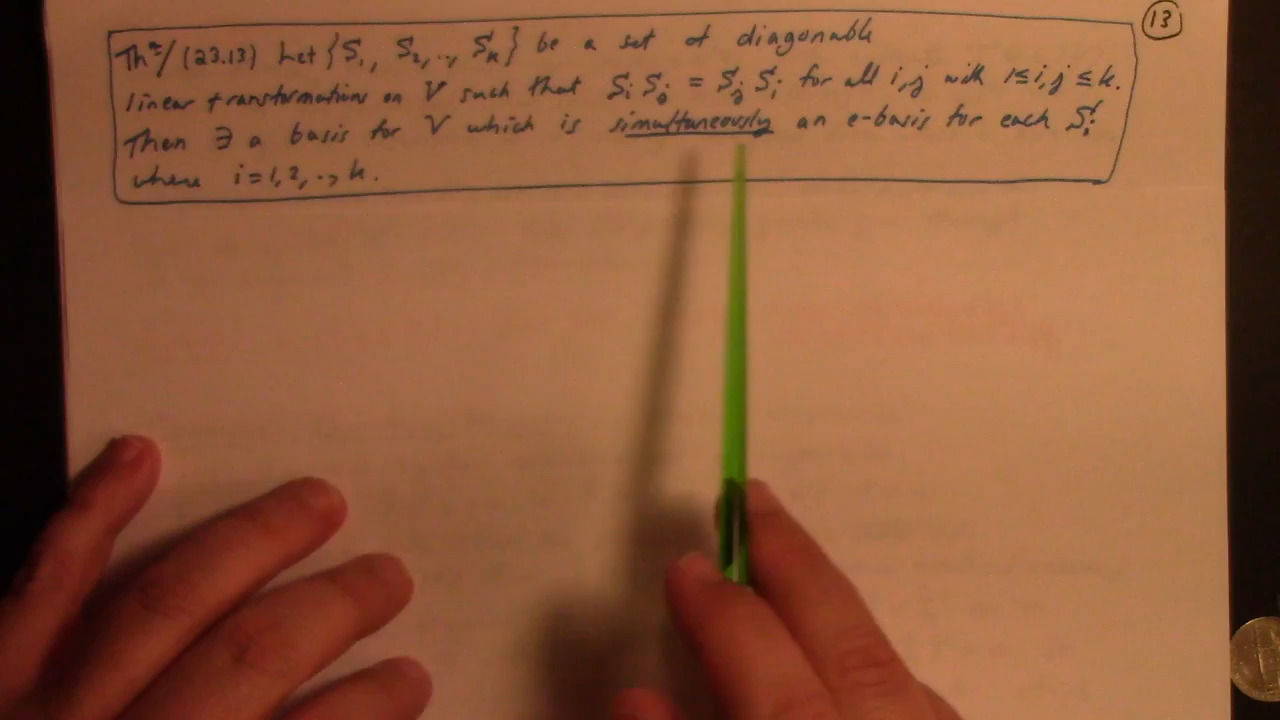 13
Thm/ (23.13) Let {S1, S2, .., Sk} be a set of diagonable
linear transformations on V such that SiSj = SjSi for all i,j with 1≤i,j≤k.
Then ∃ a basis for V which is simultaneously an e-basis for each Si
where i=1,2,..,k.